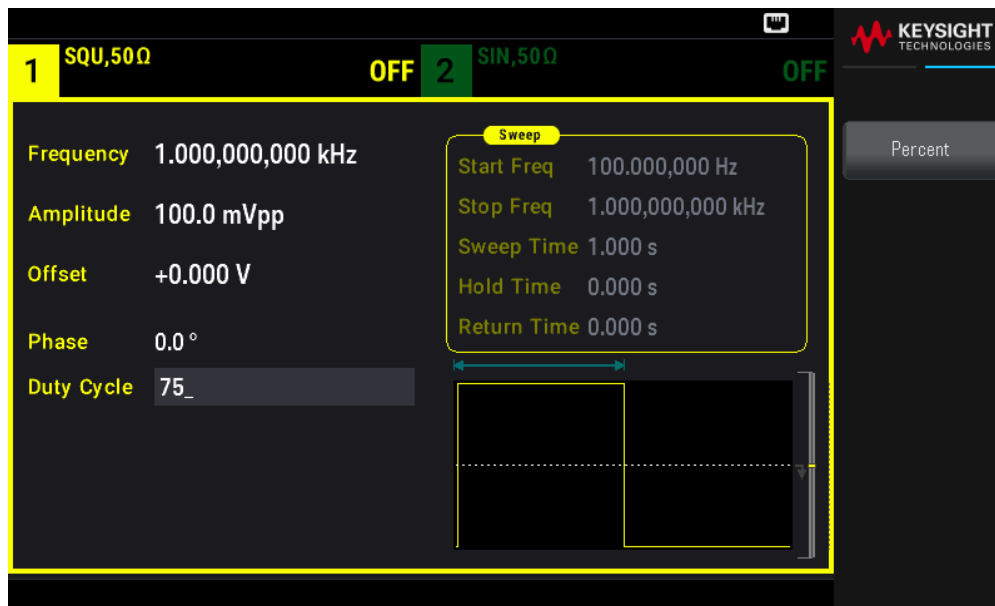 KEYSIGHT
TECHNOLOGIES
1 SQU,50Ω OFF 2 SIN,50Ω OFF
Sweep
Frequency 1.000,000,000 kHz
Amplitude 100.0 mVpp
Offset +0.000 V
Phase 0.0 °
Duty Cycle 75_
Start Freq 100.000,000 Hz
Stop Freq 1.000,000,000 kHz
Sweep Time 1.000 s
Hold Time 0.000 s
Return Time 0.000 s
Percent